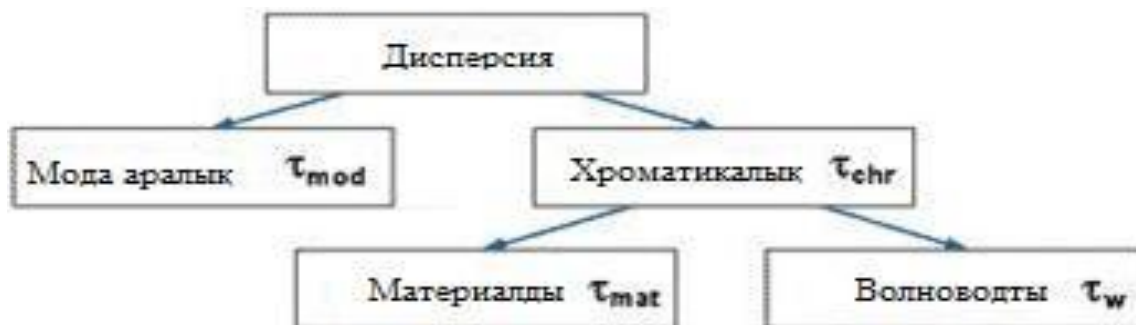 Дисперсия
Мода аралык τmod
Хроматикалык τchr
Материалды τmat
Волноводты τw